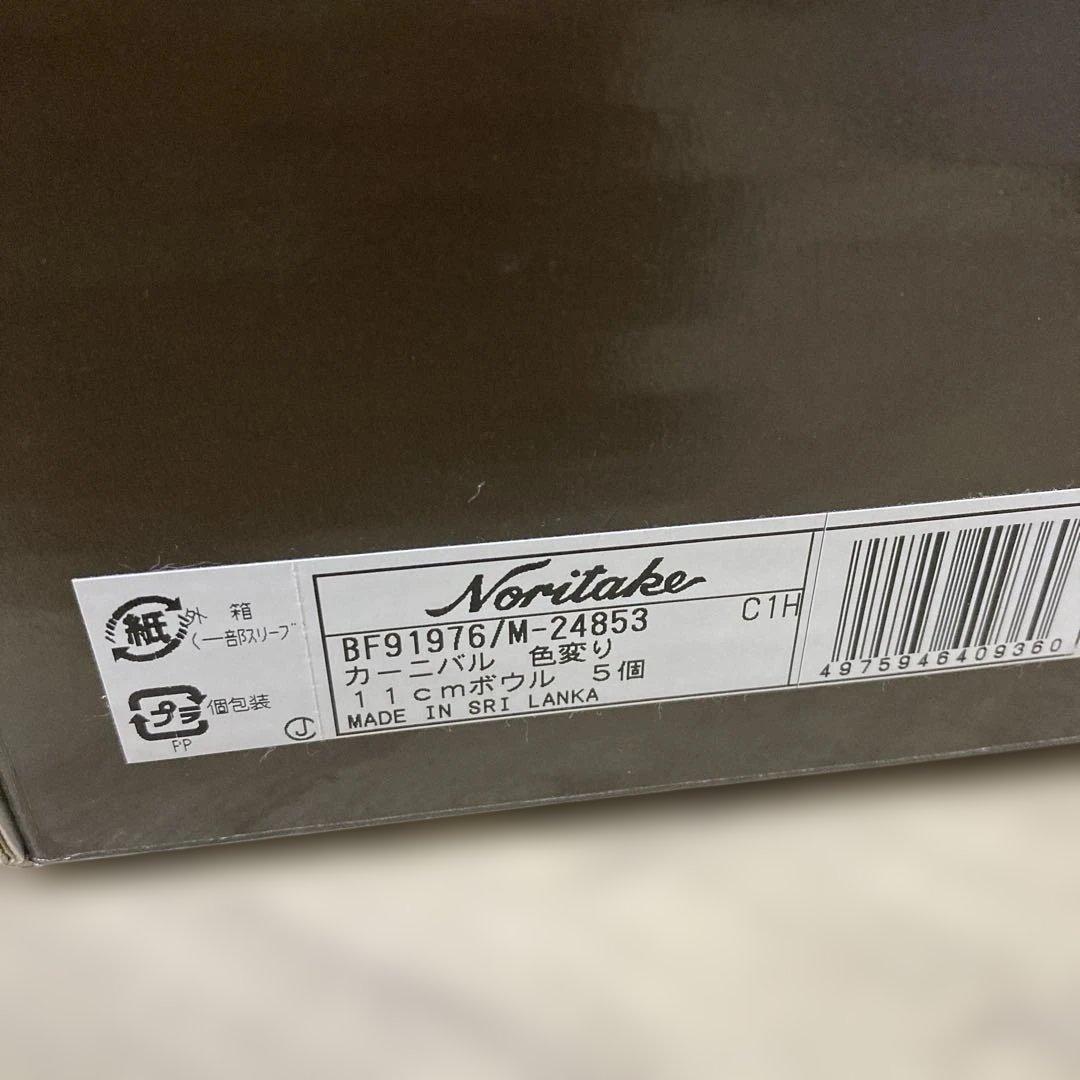 紙
外箱
(一部スリーブ
プラ
個包装
PP
J
Noritake
BF91976/M-24853
C1H
カーニバル 色変り
11cmボウル 5個
MADE IN SRI LANKA
4975946409360